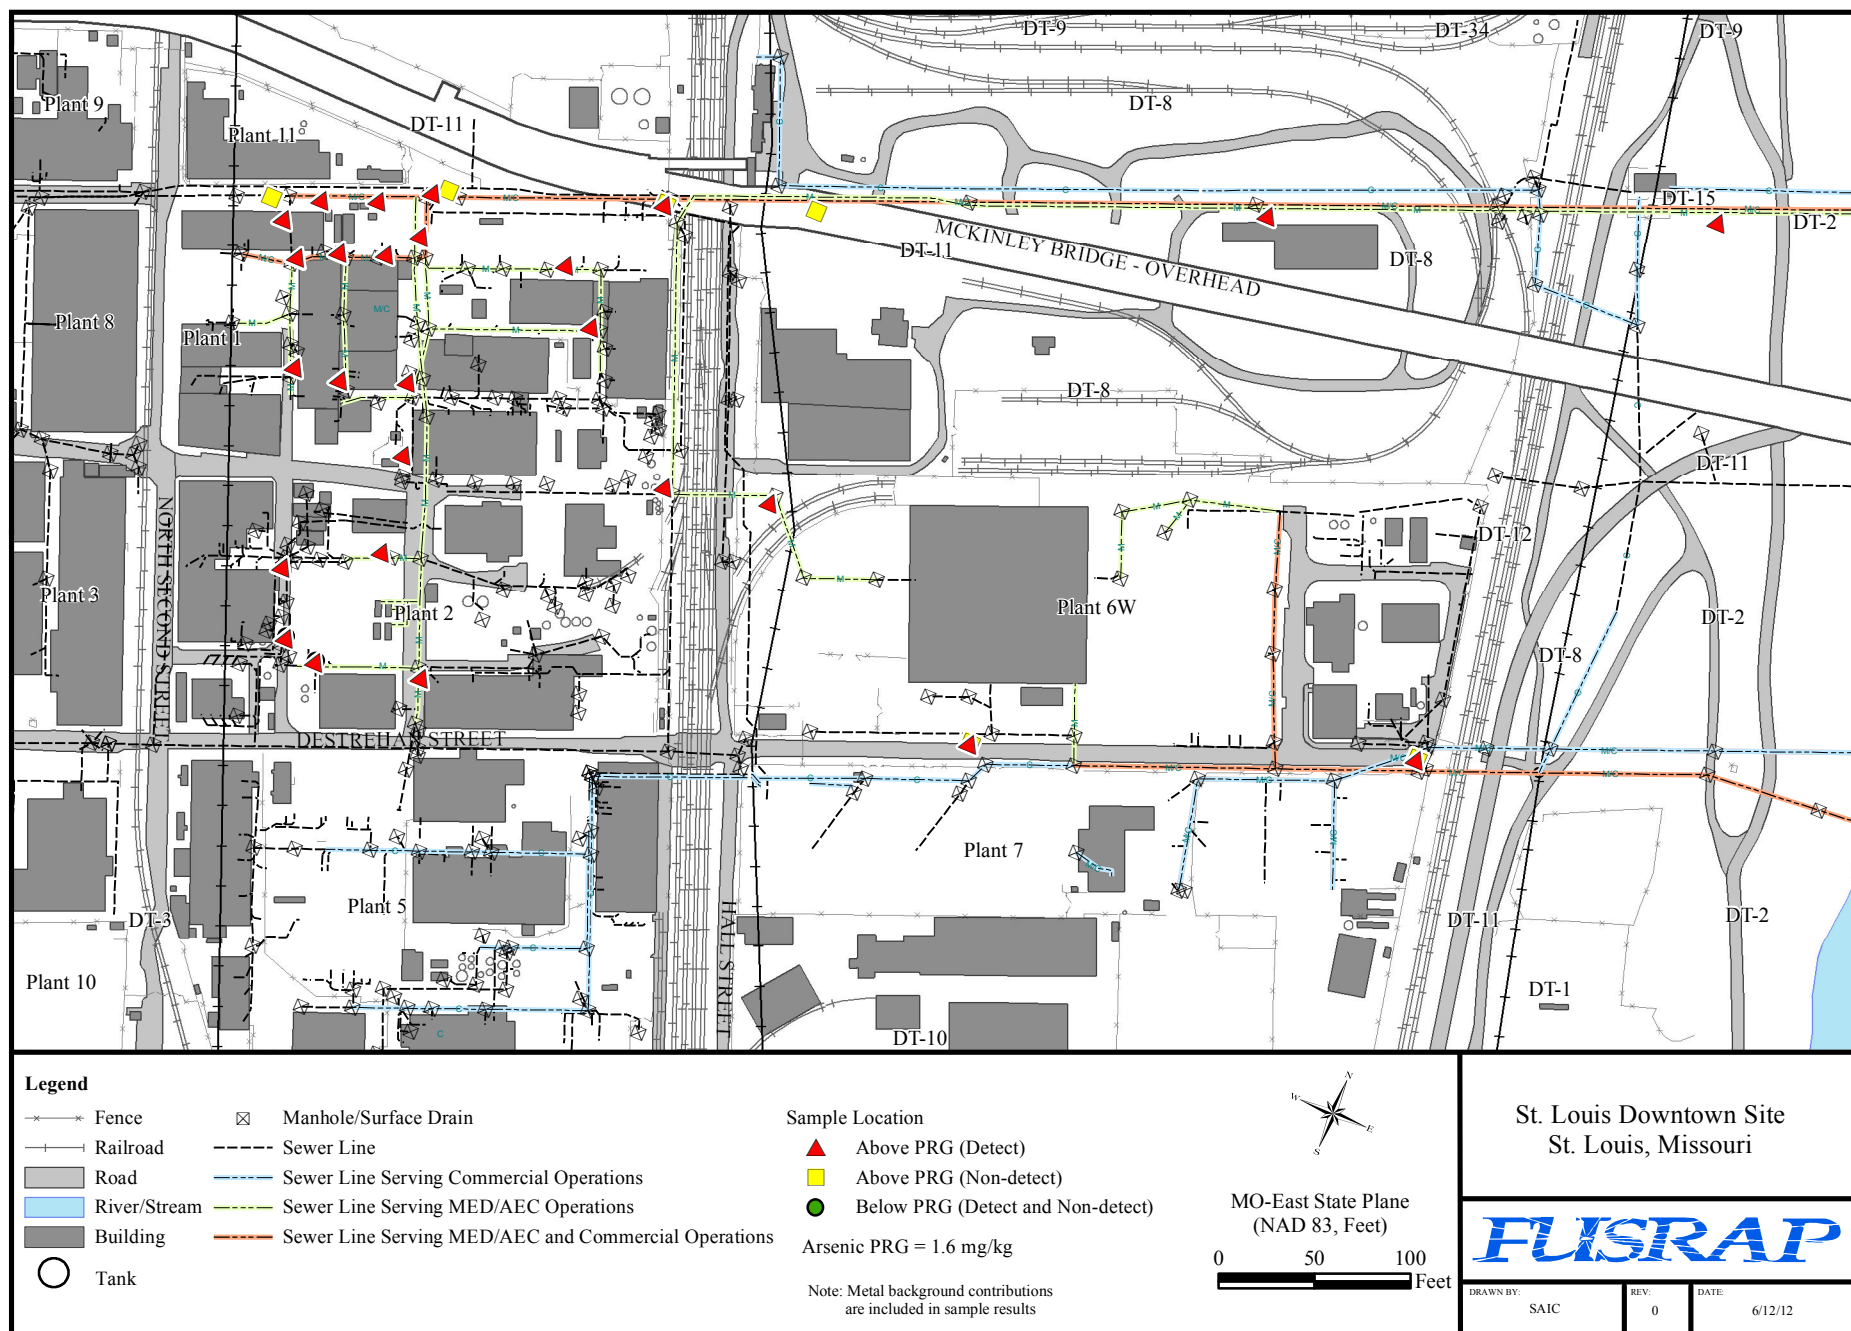 DT-9
DT-34
DT-9
Plant 9
DT-8
Plant 11
DT-11
DT-15
DT-2
MCKINLEY BRIDGE - OVERHEAD
DT-11
DT-8
Plant 8
Plant 1
DT-8
DT-11
NORTH SECOND STREET
DT-12
Plant 3
Plant 2
Plant 6W
DT-2
DT-8
DESTREHAN STREET
Plant 7
Plant 5
DT-3
DT-11
DT-2
HALL STREET
Plant 10
DT-1
DT-10
Legend
Fence
Railroad
Road
River/Stream
Building
Tank
Manhole/Surface Drain
Sewer Line
Sewer Line Serving Commercial Operations
Sewer Line Serving MED/AEC Operations
Sewer Line Serving MED/AEC and Commercial Operations
Sample Location
Above PRG (Detect)
Above PRG (Non-detect)
Below PRG (Detect and Non-detect)
Arsenic PRG = 1.6 mg/kg
Note: Metal background contributions
are included in sample results
N
W
E
S
MO-East State Plane
(NAD 83, Feet)
0 50 100
Feet
St. Louis Downtown Site
St. Louis, Missouri
FUSRAP
DRAWN BY:
SAIC
REV:
0
DATE:
6/12/12